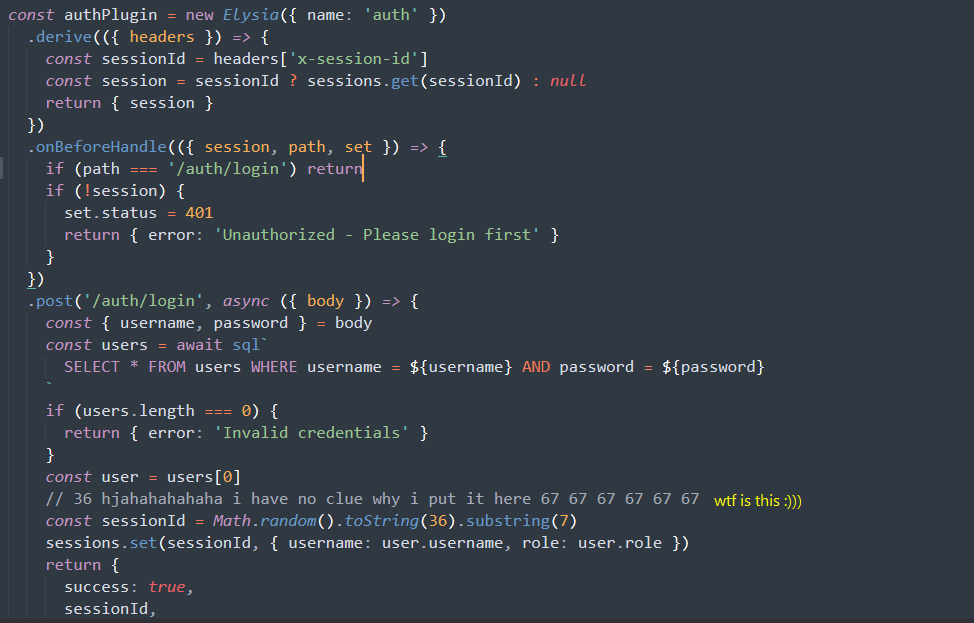 const authPlugin = new Elysia({ name: 'auth' })
  .derive(({ headers }) => {
    const sessionId = headers['x-session-id']
    const session = sessionId ? sessions.get(sessionId) : null
    return { session }
  })
  .onBeforeHandle(({ session, path, set }) => {
    if (path === '/auth/login') return
    if (!session) {
      set.status = 401
      return { error: 'Unauthorized - Please login first' }
    }
  })
  .post('/auth/login', async ({ body }) => {
    const { username, password } = body
    const users = await sql`
      SELECT * FROM users WHERE username = ${username} AND password = ${password}
    `
    if (users.length === 0) {
      return { error: 'Invalid credentials' }
    }
    const user = users[0]
    // 36 hjahahahahaha i have no clue why i put it here 67 67 67 67 67 67 wtf is this :)))
    const sessionId = Math.random().toString(36).substring(7)
    sessions.set(sessionId, { username: user.username, role: user.role })
    return {
      success: true,
      sessionId,